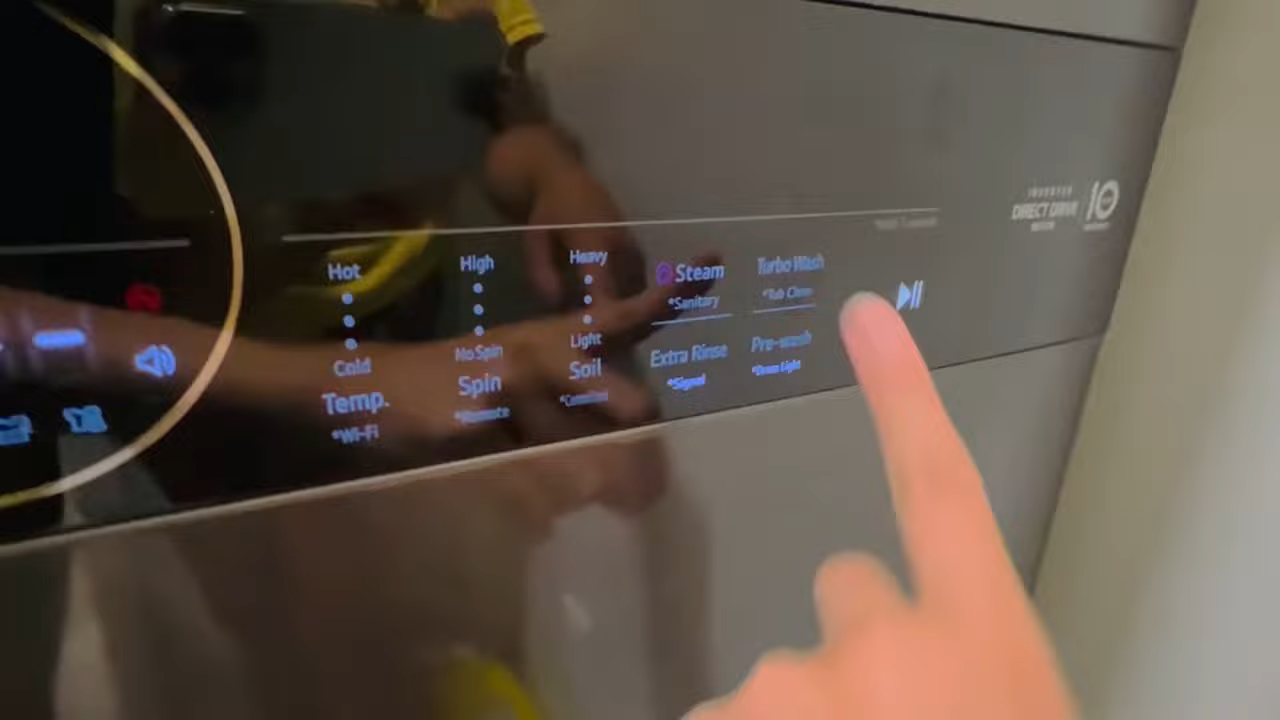 Hot
Cold
Temp.
*Wi-Fi
High
No Spin
Spin
*Remote
Heavy
Light
Soil
Steam
*Sanitary
Extra Rinse
*Signal
Turbo Wash
*Tub Clean
Pre-wash
*Drum Light
DIRECT DRIVE
10